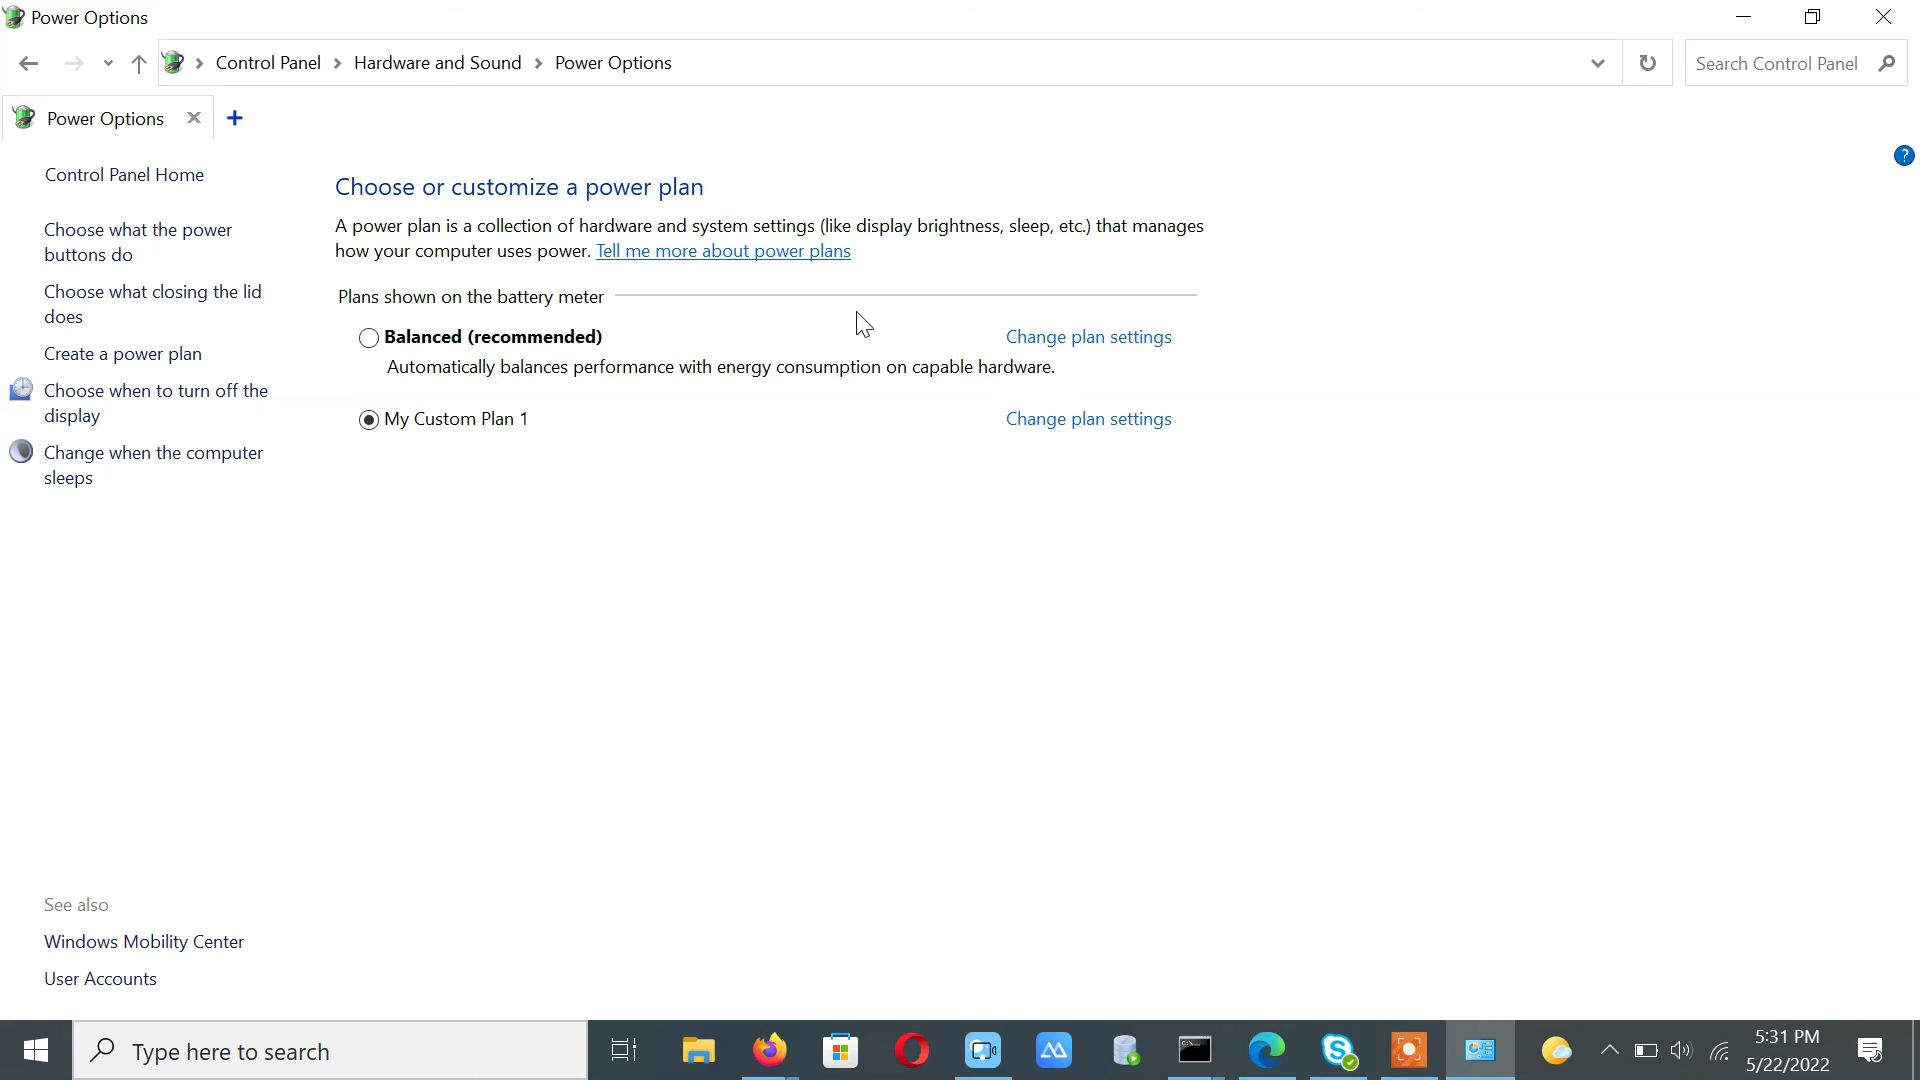 Power Options
Control Panel
Hardware and Sound
Power Options
Search Control Panel
Power Options
?
Control Panel Home
Choose what the power
buttons do
Choose what closing the lid
does
Create a power plan
Choose when to turn off the
display
Change when the computer
sleeps
Choose or customize a power plan
A power plan is a collection of hardware and system settings (like display brightness, sleep, etc.) that manages
how your computer uses power. Tell me more about power plans
Plans shown on the battery meter
Balanced (recommended)
Change plan settings
Automatically balances performance with energy consumption on capable hardware.
My Custom Plan 1
Change plan settings
See also
Windows Mobility Center
User Accounts
Type here to search
5:31 PM
5/22/2022